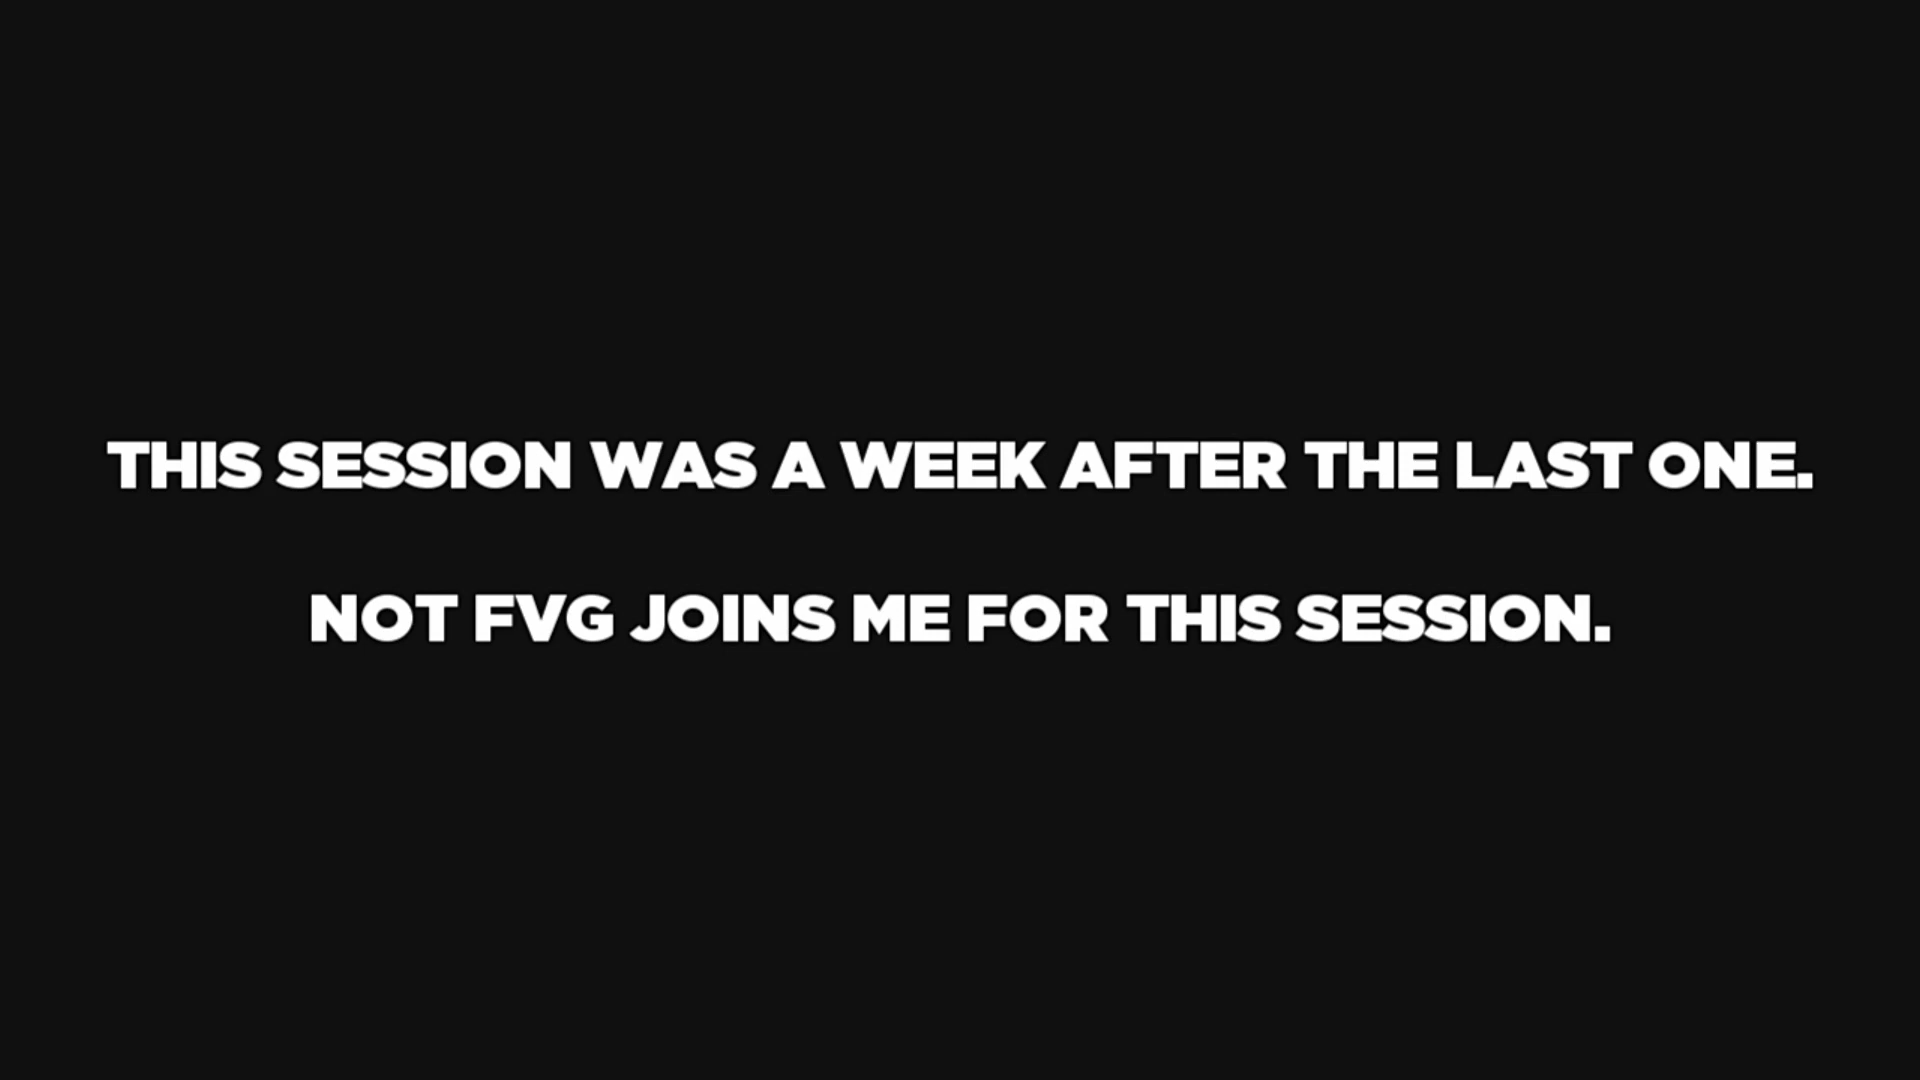 THIS SESSION WAS A WEEK AFTER THE LAST ONE.
NOT FVG JOINS ME FOR THIS SESSION.